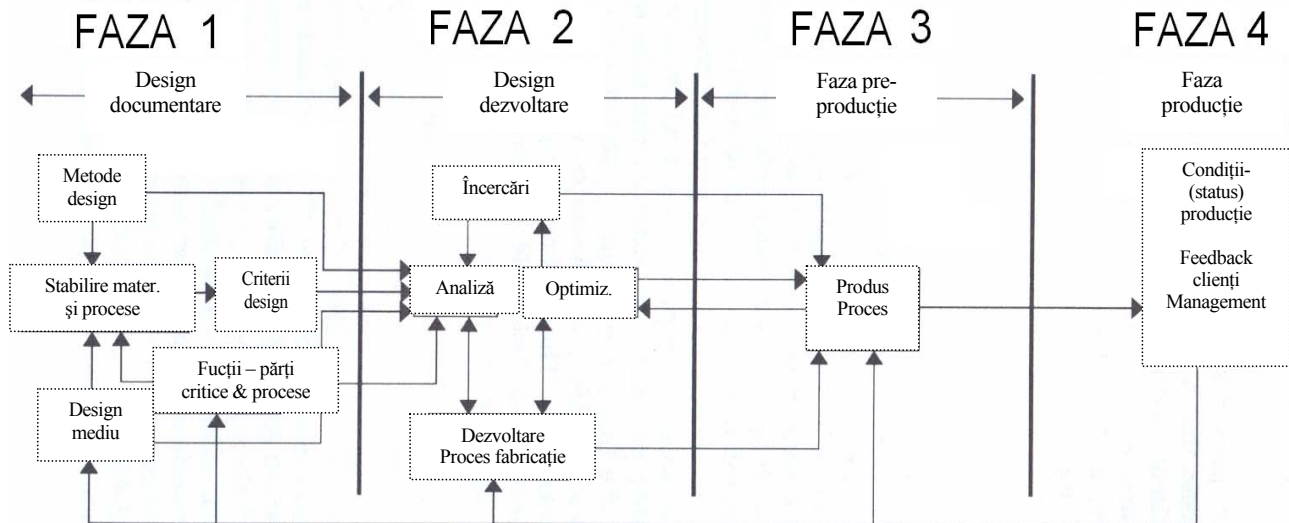 FAZA 1
FAZA 2
FAZA 3
FAZA 4
Design
documentare
Design
dezvoltare
Faza pre-
producție
Faza
producție
Metode
design
Stabilire mater.
și procese
Criterii
design
Fucții – părți
critice & procese
Design
mediu
Încercări
Analiză
Optimiz.
Dezvoltare
Proces fabricație
Produs
Proces
Condiții-
(status)
producție
Feedback
clienți
Management